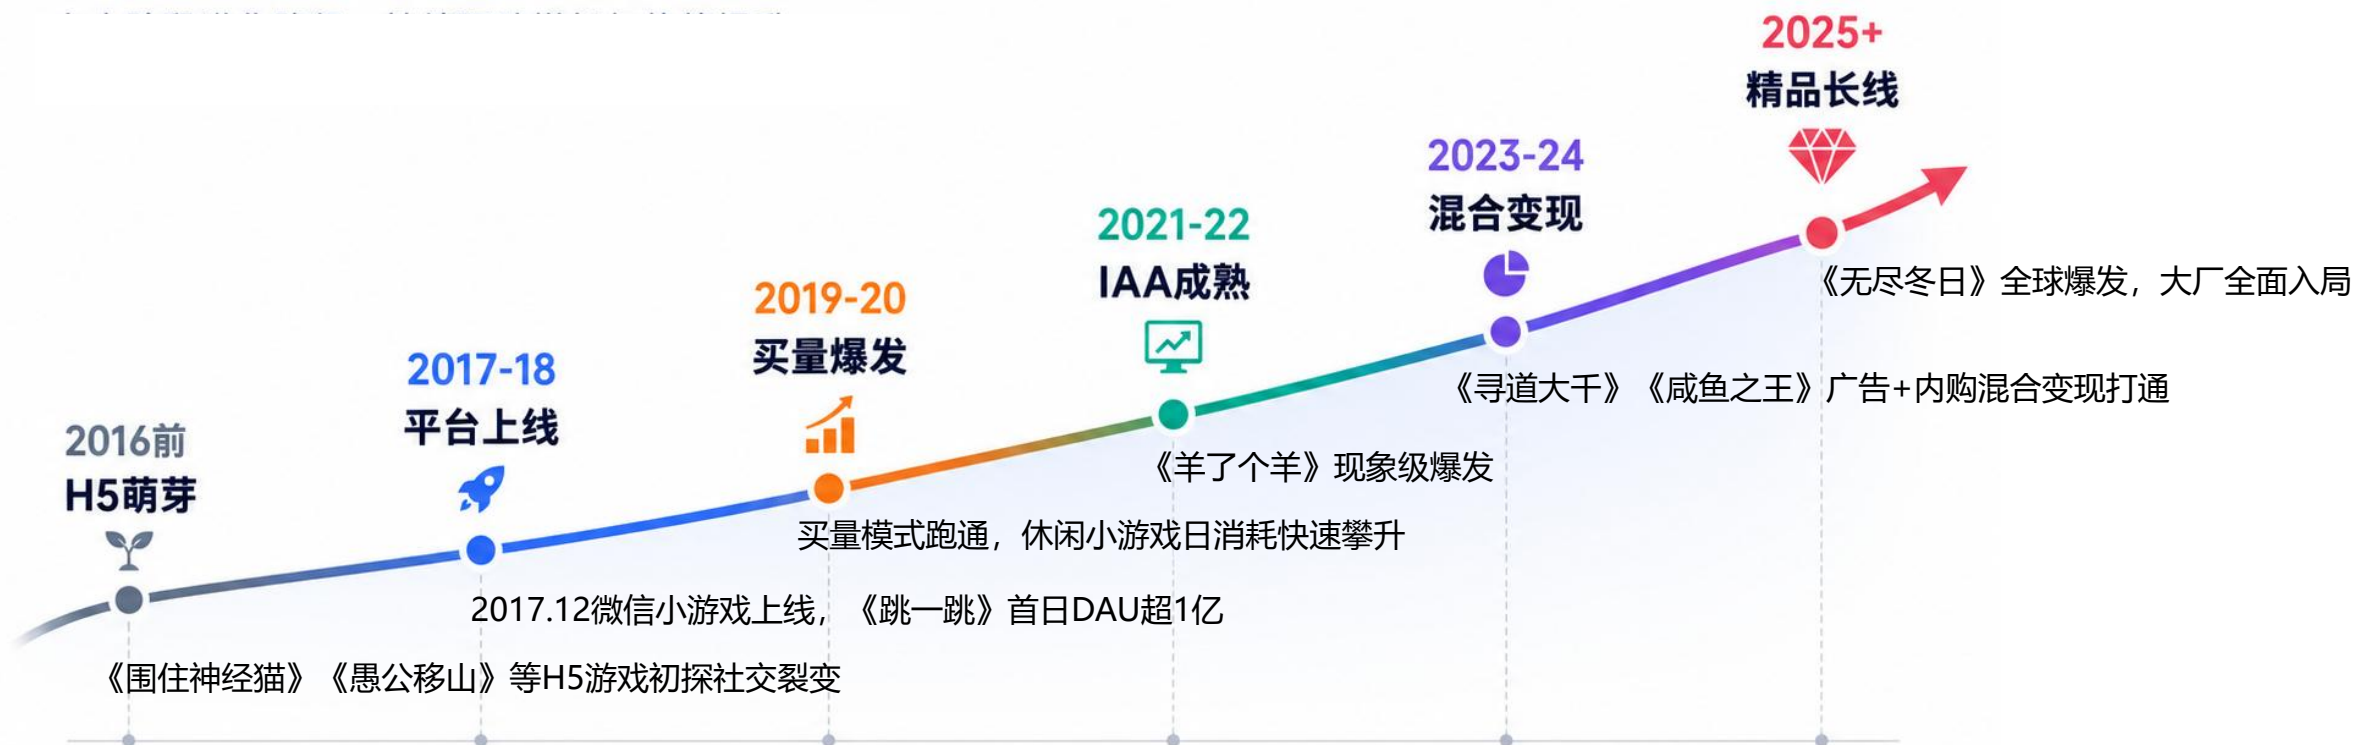 2016前
H5萌芽
《围住神经猫》《愚公移山》等H5游戏初探社交裂变
2017-18
平台上线
2017.12微信小游戏上线，《跳一跳》首日DAU超1亿
2019-20
买量爆发
买量模式跑通，休闲小游戏日消耗快速攀升
2021-22
IAA成熟
《羊了个羊》现象级爆发
2023-24
混合变现
《寻道大千》《咸鱼之王》广告+内购混合变现打通
2025+
精品长线
《无尽冬日》全球爆发，大厂全面入局